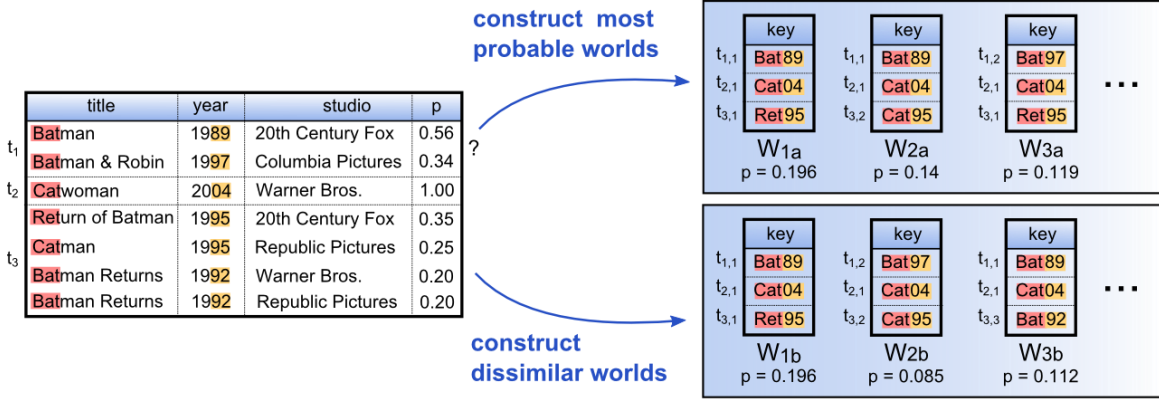 construct most
probable worlds
title year studio p
t1 Batman 1989 20th Century Fox 0.56 ?
Batman & Robin 1997 Columbia Pictures 0.34
t2 Catwoman 2004 Warner Bros. 1.00
t3 Return of Batman 1995 20th Century Fox 0.35
Catman 1995 Republic Pictures 0.25
Batman Returns 1992 Warner Bros. 0.20
Batman Returns 1992 Republic Pictures 0.20
construct
dissimilar worlds
key key key
t1,1 Bat89 t1,1 Bat89 t1,2 Bat97
t2,1 Cat04 t2,1 Cat04 t2,1 Cat04 ...
t3,1 Ret95 t3,2 Cat95 t3,1 Ret95
W1a W2a W3a
p = 0.196 p = 0.14 p = 0.119
key key key
t1,1 Bat89 t1,2 Bat97 t1,1 Bat89
t2,1 Cat04 t2,1 Cat04 t2,1 Cat04 ...
t3,1 Ret95 t3,2 Cat95 t3,3 Bat92
W1b W2b W3b
p = 0.196 p = 0.085 p = 0.112